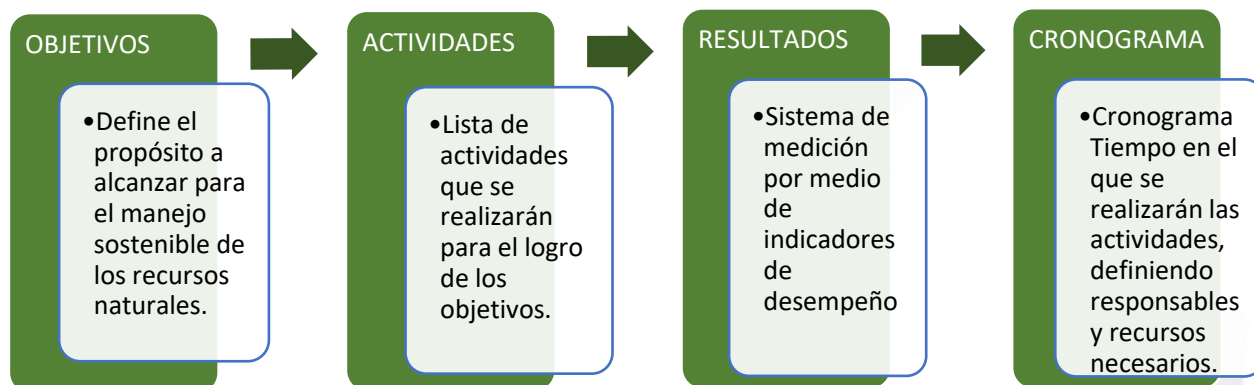 OBJETIVOS
•Define el
propósito a
alcanzar para
el manejo
sostenible de
los recursos
naturales.
ACTIVIDADES
•Lista de
actividades
que se
realizarán
para el logro
de los
objetivos.
RESULTADOS
•Sistema de
medición
por medio
de
indicadores
de
desempeño
CRONOGRAMA
•Cronograma
Tiempo en el
que se
realizarán las
actividades,
definiendo
responsables
y recursos
necesarios.